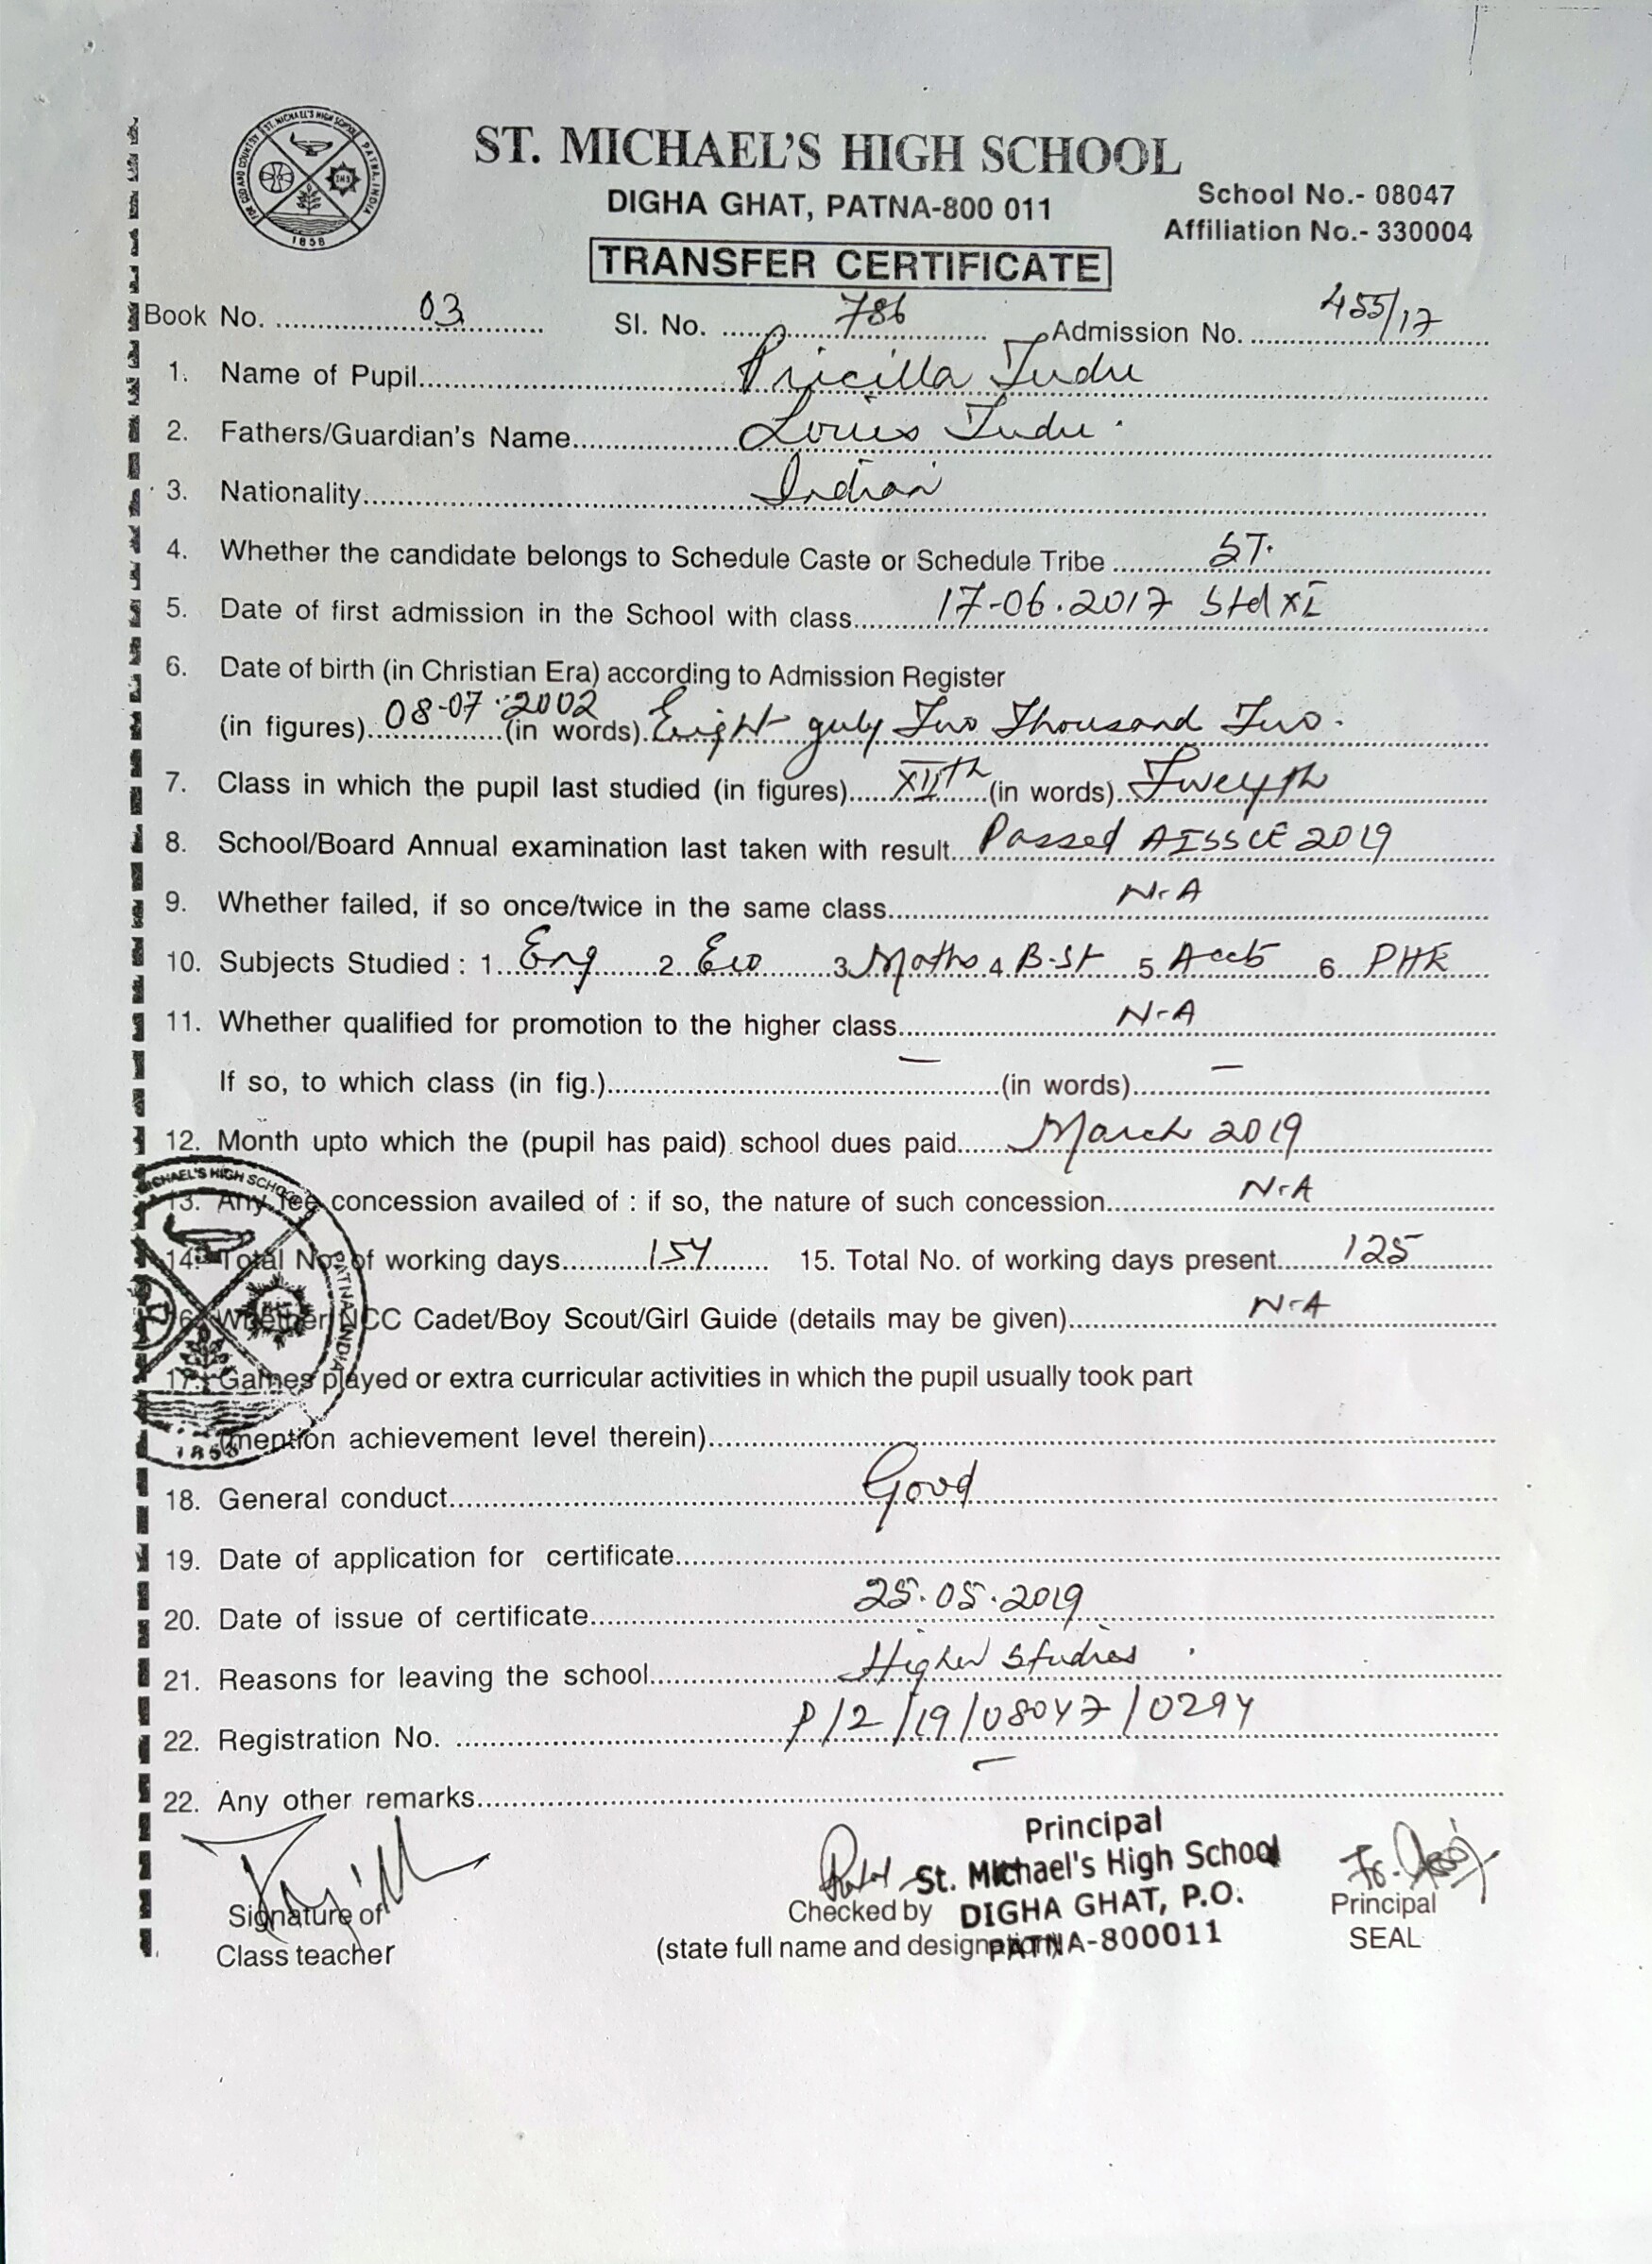 ST. MICHAEL'S HIGH SCHOOL
DIGHA GHAT, PATNA-800 011
School No.- 08047
Affiliation No.- 330004
TRANSFER CERTIFICATE
FOR GOD AND COUNTRY ST. MICHAEL'S HIGH SCHOOL PATNA, INDIA
1858
Book No. 03 Sl. No. 786 Admission No. 455/17
1. Name of Pupil Pricilla Tudu
2. Fathers/Guardian's Name Louis Tudu.
3. Nationality Indian
4. Whether the candidate belongs to Schedule Caste or Schedule Tribe ST.
5. Date of first admission in the School with class 17-06.2017 Std XI
6. Date of birth (in Christian Era) according to Admission Register
(in figures) 08-07.2002 (in words) Eight july Two Thousand Two.
7. Class in which the pupil last studied (in figures) XIIth (in words) Twelfth
8. School/Board Annual examination last taken with result Passed AISSCE 2019
9. Whether failed, if so once/twice in the same class N-A
10. Subjects Studied : 1. Eng 2. Eco 3 Maths 4. B-St 5. Accts 6. PHE
11. Whether qualified for promotion to the higher class N-A
If so, to which class (in fig.) — (in words) —
12. Month upto which the (pupil has paid) school dues paid March 2019
13. Any fee concession availed of : if so, the nature of such concession N-A
14. Total No. of working days 154 15. Total No. of working days present 125
16. Whether NCC Cadet/Boy Scout/Girl Guide (details may be given) N-A
17. Games played or extra curricular activities in which the pupil usually took part
(mention achievement level therein)
MICHAEL'S HIGH SCHOOL PATNA, INDIA
1858
18. General conduct Good
19. Date of application for certificate
20. Date of issue of certificate 25.05.2019
21. Reasons for leaving the school Higher Studies
22. Registration No. P/2/19/08047/0294
22. Any other remarks —
Principal
St. Michael's High School
DIGHA GHAT, P.O.
PATNA-800011
Signature of
Class teacher
Checked by
(state full name and designation)
Principal
SEAL